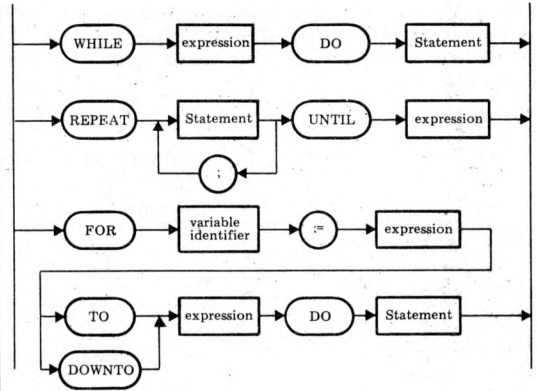 WHILE expression DO Statement
REPEAT Statement UNTIL expression
;
FOR variable identifier := expression
TO expression DO Statement
DOWNTO